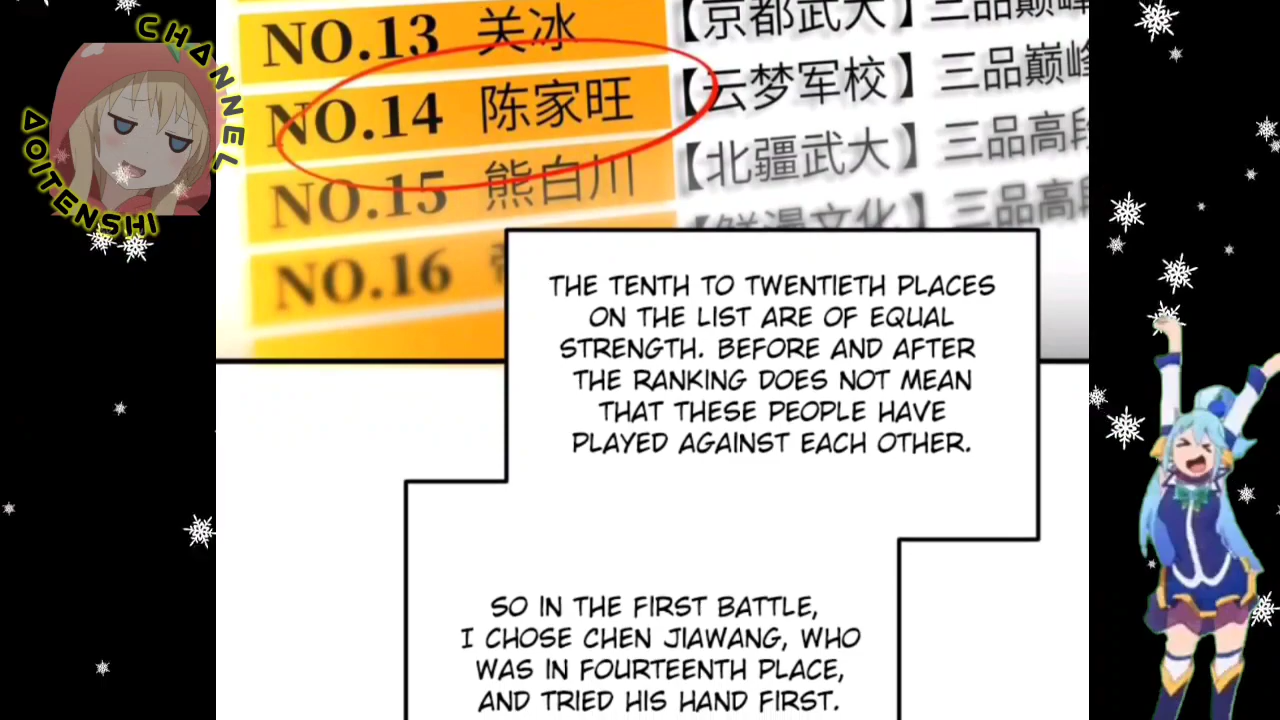 CHANNEL
AOITENSHI
NO.13 关冰 【京都武大】三品巅峰
NO.14 陈家旺 【云梦军校】三品巅峰
NO.15 熊白川 【北疆武大】三品高段
NO.16 三品高
THE TENTH TO TWENTIETH PLACES
ON THE LIST ARE OF EQUAL
STRENGTH. BEFORE AND AFTER
THE RANKING DOES NOT MEAN
THAT THESE PEOPLE HAVE
PLAYED AGAINST EACH OTHER.
SO IN THE FIRST BATTLE,
I CHOSE CHEN JIAWANG, WHO
WAS IN FOURTEENTH PLACE,
AND TRIED HIS HAND FIRST.